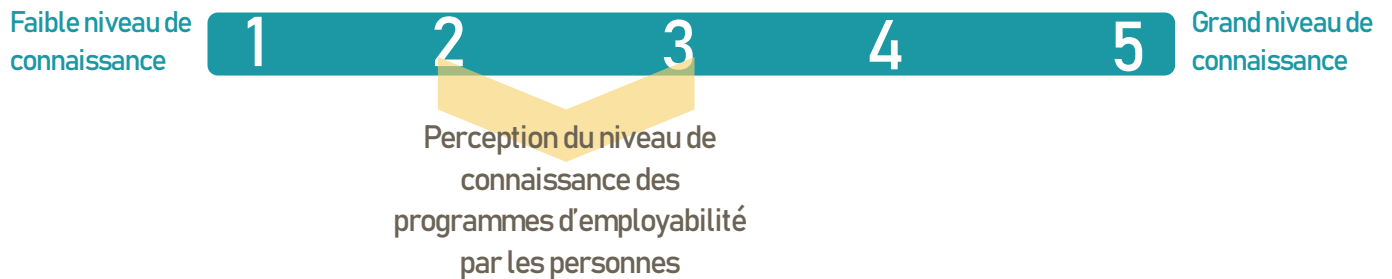 Faible niveau de
connaissance
1 2 3 4 5
Grand niveau de
connaissance
Perception du niveau de
connaissance des
programmes d'employabilité
par les personnes